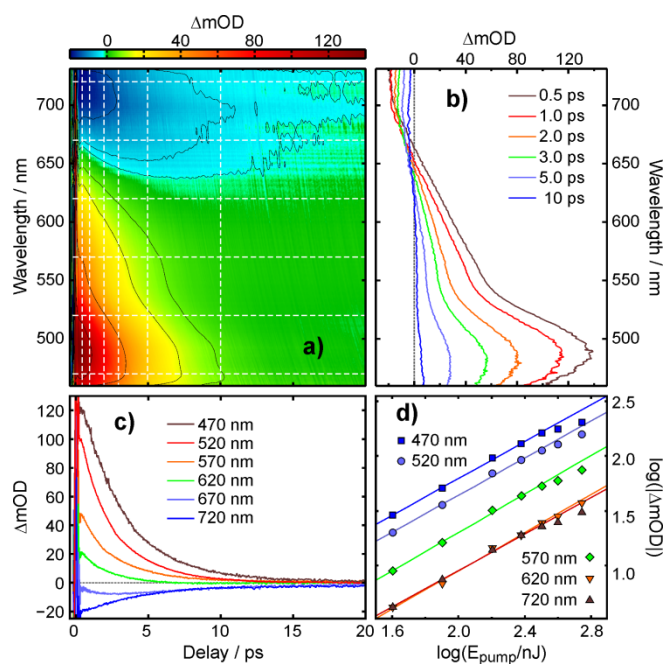 ΔmOD
0 40 80 120
ΔmOD
0 40 80 120
Wavelength / nm
700
650
600
550
500
a)
b)
0.5 ps
1.0 ps
2.0 ps
3.0 ps
5.0 ps
10 ps
700
650
600
550
500
Wavelength / nm
c)
470 nm
520 nm
570 nm
620 nm
670 nm
720 nm
ΔmOD
120
100
80
60
40
20
0
-20
0 5 10 15 20
Delay / ps
d)
470 nm
520 nm
570 nm
620 nm
720 nm
2.5
2.0
1.5
1.0
log(|ΔmOD|)
1.6 2.0 2.4 2.8
log(Epump/nJ)